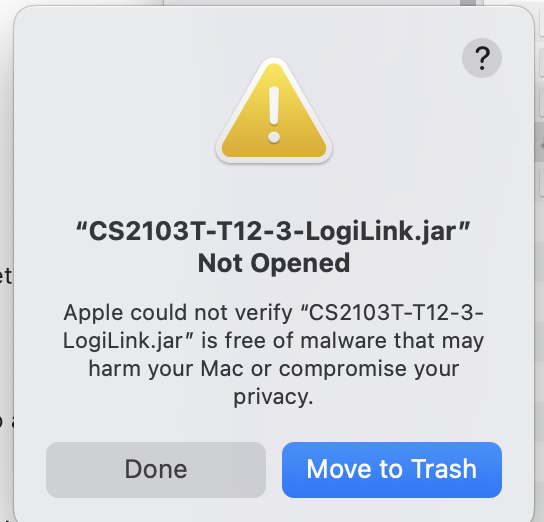 ?
“CS2103T-T12-3-LogiLink.jar”
Not Opened
Apple could not verify “CS2103T-T12-3-
LogiLink.jar” is free of malware that may
harm your Mac or compromise your
privacy.
et
Done
Move to Trash